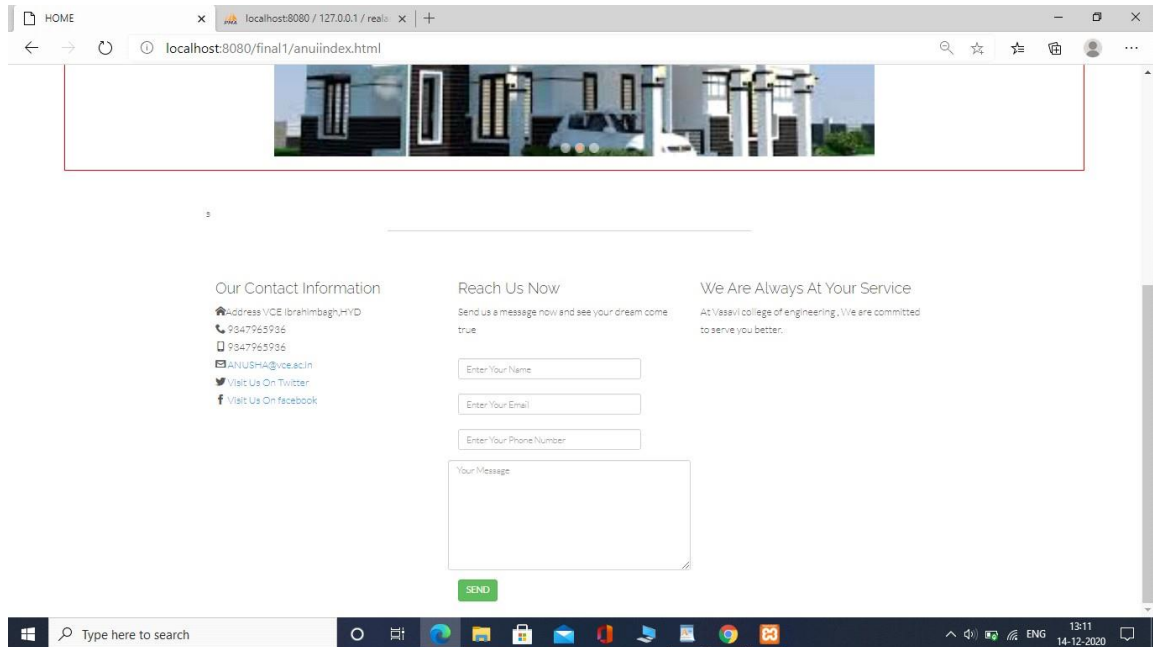 HOME
localhost:8080 / 127.0.0.1 / reala
localhost:8080/final1/anuiindex.html
s
Our Contact Information
Address VCE Ibrahimbagh,HYD
9347965936
9347965936
ANUSHA@vce.ac.in
Visit Us On Twitter
Visit Us On facebook
Reach Us Now
Send us a message now and see your dream come
true
Enter Your Name
Enter Your Email
Enter Your Phone Number
Your Message
SEND
We Are Always At Your Service
At Vasavi college of engineering , We are committed
to serve you better.
Type here to search
ENG
13:11
14-12-2020